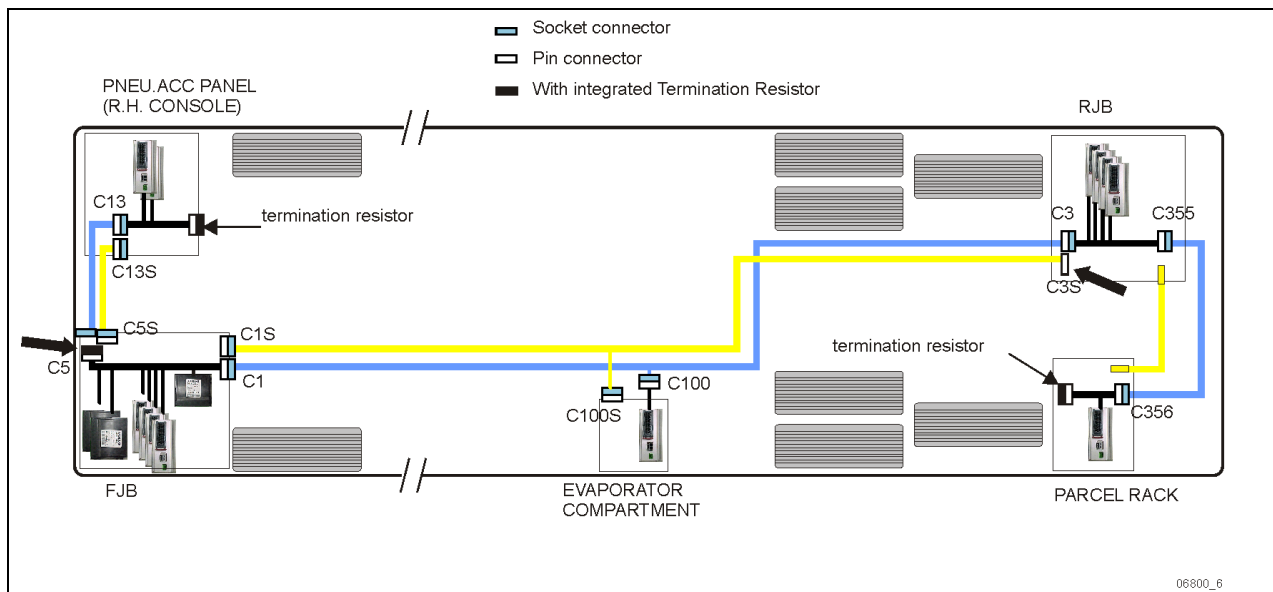 Socket connector
Pin connector
With integrated Termination Resistor
PNEU.ACC PANEL
(R.H. CONSOLE)
RJB
C13
termination resistor
C3
C355
C13S
C3S
C5S
C1S
C5
C1
termination resistor
C100
C100S
C356
FJB
EVAPORATOR
COMPARTMENT
PARCEL RACK
06800_6